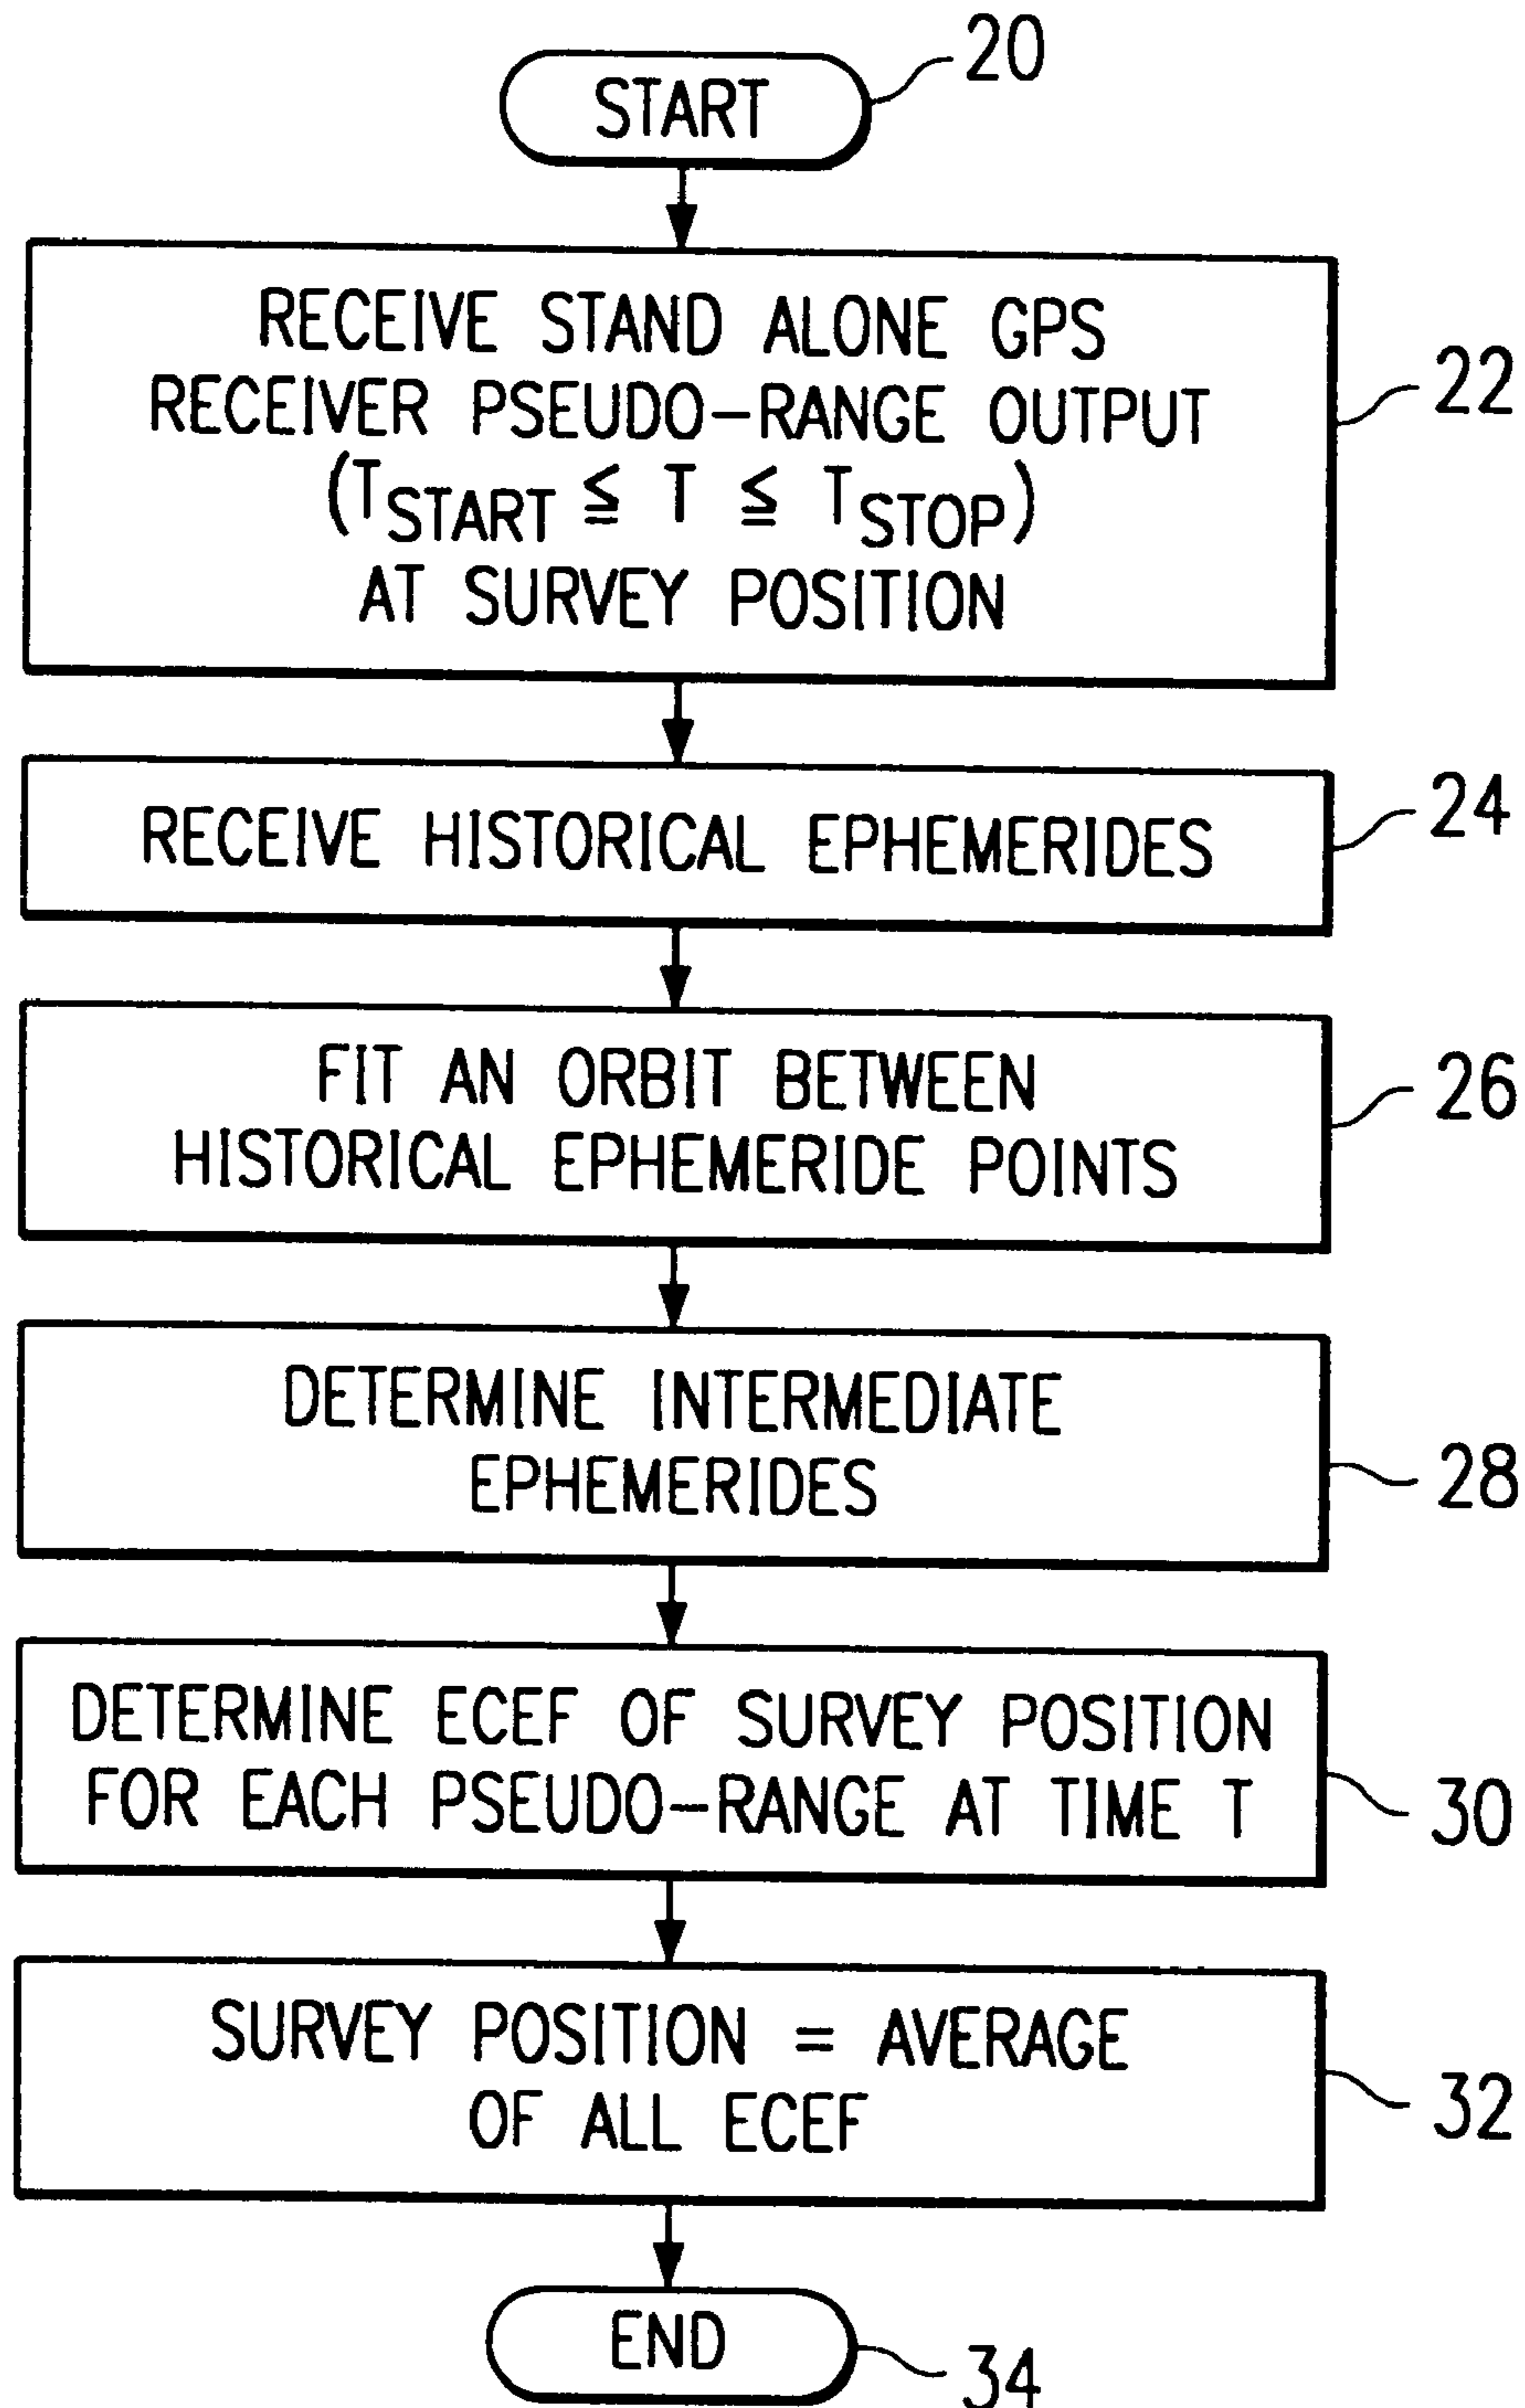 START
20
RECEIVE STAND ALONE GPS
RECEIVER PSEUDO-RANGE OUTPUT
(TSTART ≦ T ≦ TSTOP)
AT SURVEY POSITION
22
RECEIVE HISTORICAL EPHEMERIDES
24
FIT AN ORBIT BETWEEN
HISTORICAL EPHEMERIDE POINTS
26
DETERMINE INTERMEDIATE
EPHEMERIDES
28
DETERMINE ECEF OF SURVEY POSITION
FOR EACH PSEUDO-RANGE AT TIME T
30
SURVEY POSITION = AVERAGE
OF ALL ECEF
32
END
34